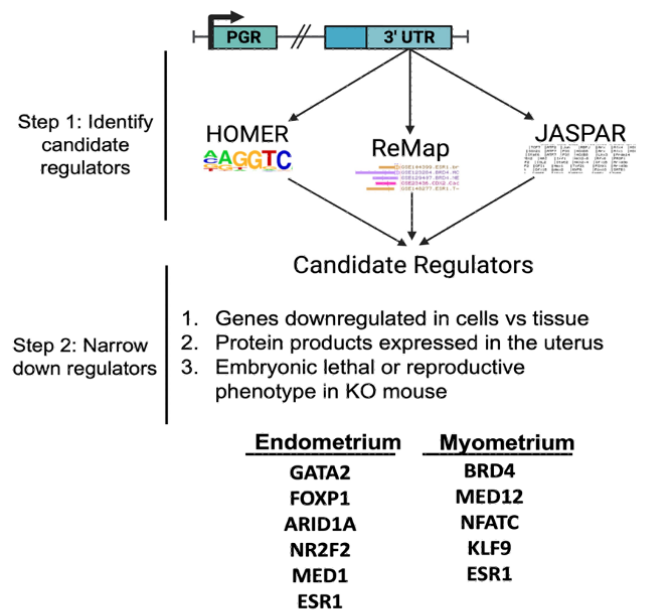 PGR // 3' UTR
Step 1: Identify
candidate
regulators
HOMER
AAGGTC
ReMap
JASPAR
Candidate Regulators
Step 2: Narrow
down regulators
1. Genes downregulated in cells vs tissue
2. Protein products expressed in the uterus
3. Embryonic lethal or reproductive
phenotype in KO mouse
Endometrium Myometrium
GATA2 BRD4
FOXP1 MED12
ARID1A NFATC
NR2F2 KLF9
MED1 ESR1
ESR1